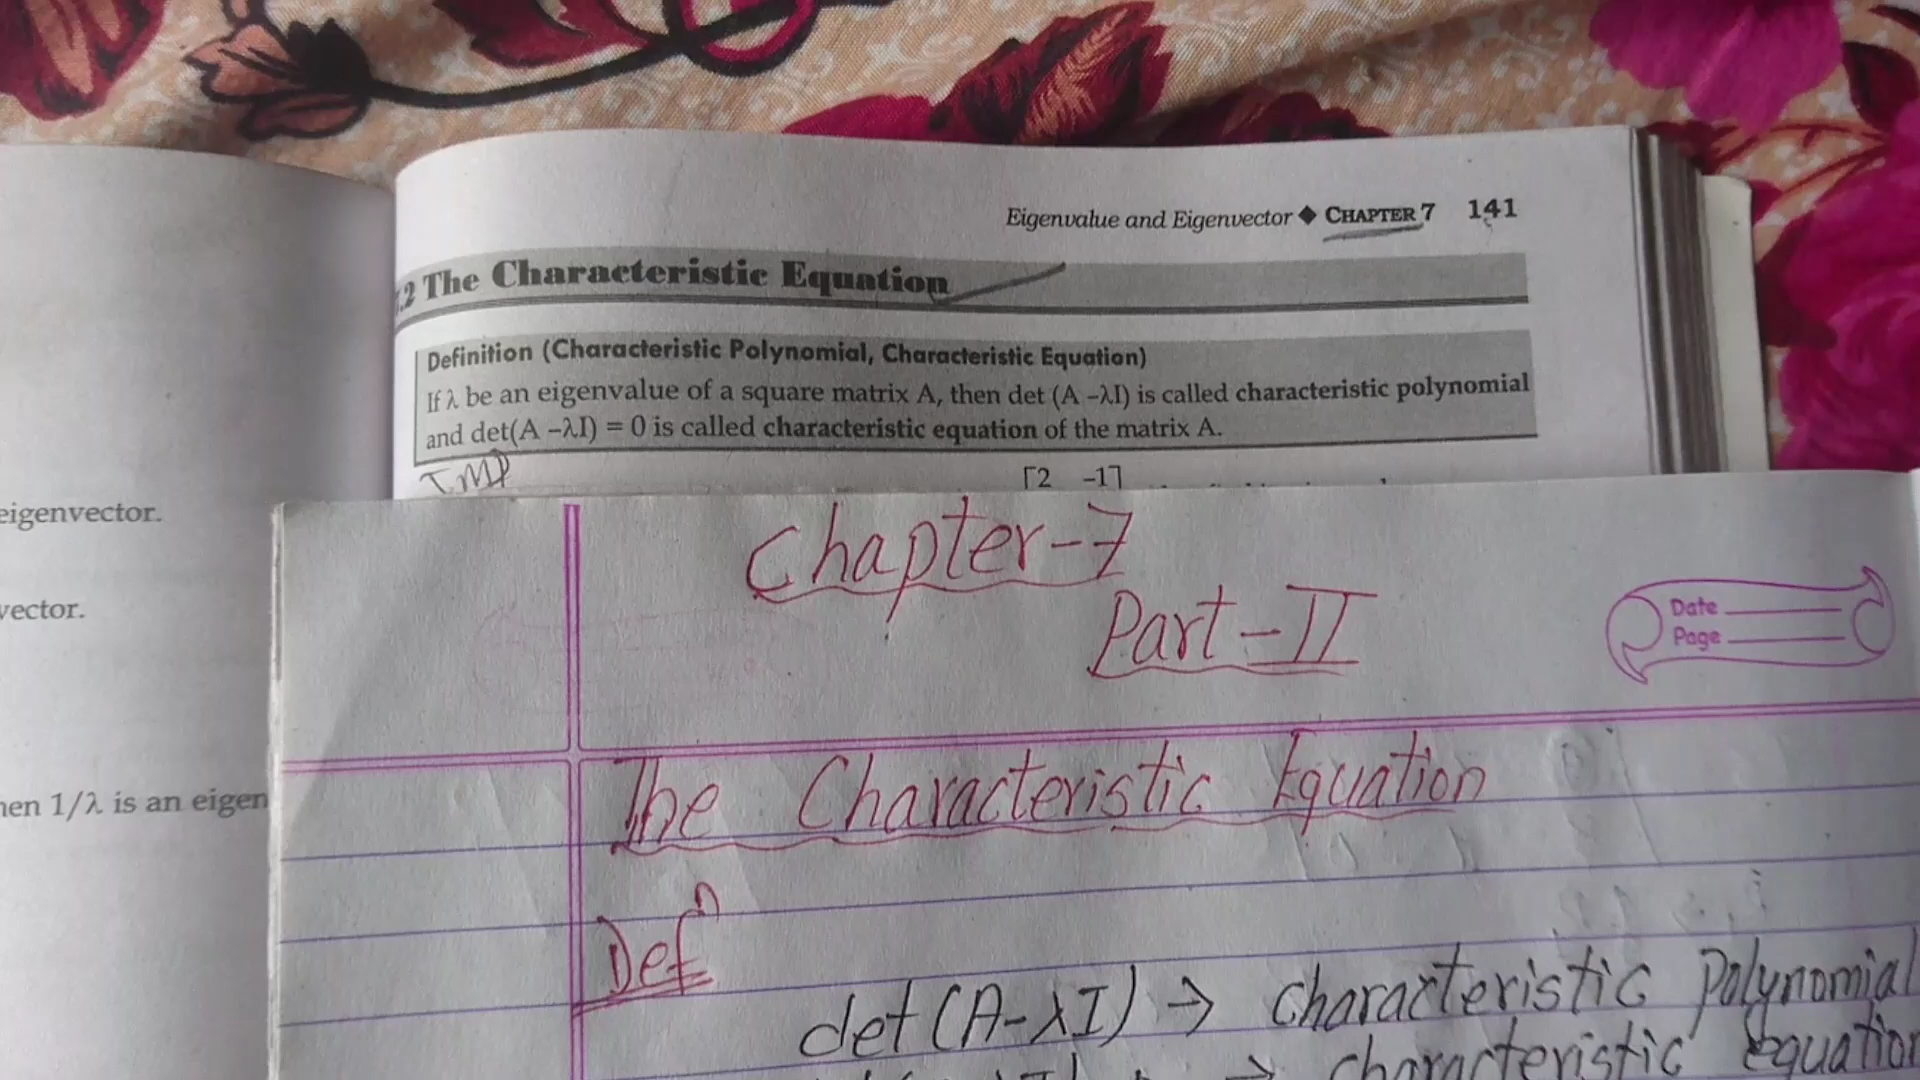 Eigenvalue and Eigenvector ◆ CHAPTER 7 141
.2 The Characteristic Equation
Definition (Characteristic Polynomial, Characteristic Equation)
If λ be an eigenvalue of a square matrix A, then det (A –λI) is called characteristic polynomial
and det(A –λI) = 0 is called characteristic equation of the matrix A.
IMP
2 –1
eigenvector.
vector.
hen 1/λ is an eigen
Chapter-7
Part-II
Date
Page
The Characteristic Equation
Defⁿ
det(A-λI) → characteristic polynomial
→ characteristic equation